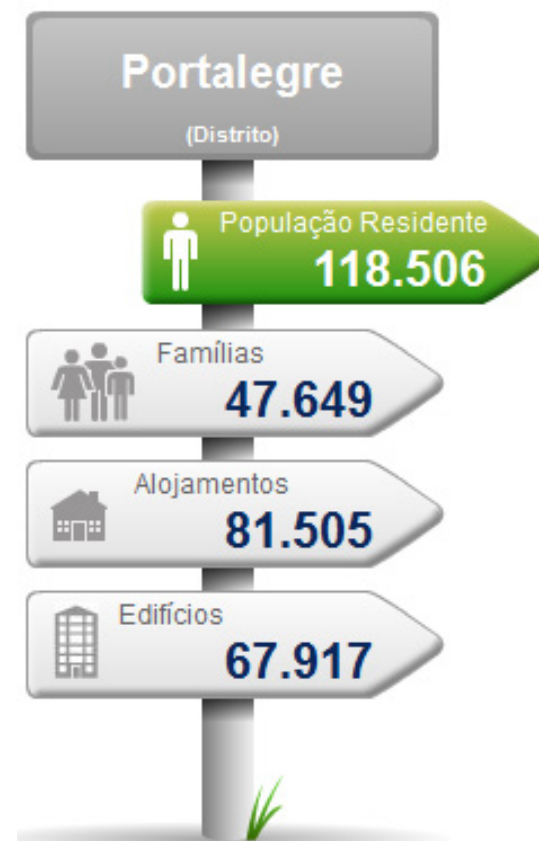 Portalegre
(Distrito)
População Residente
118.506
Famílias
47.649
Alojamentos
81.505
Edifícios
67.917